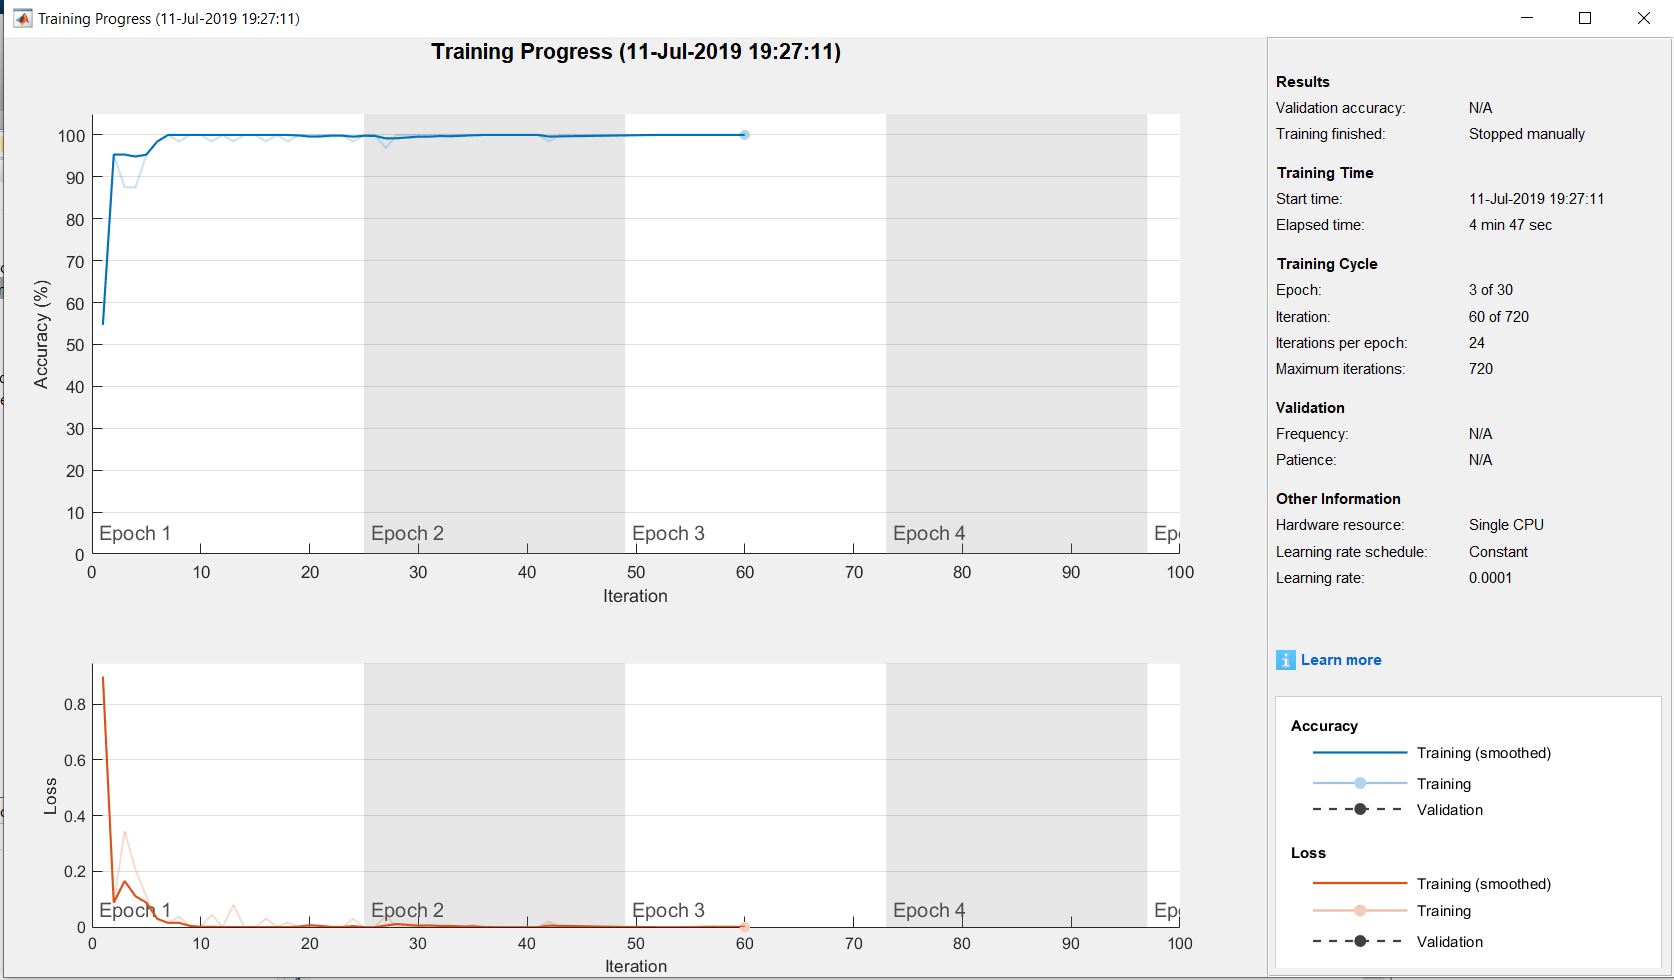 Training Progress (11-Jul-2019 19:27:11)
Training Progress (11-Jul-2019 19:27:11)
100
90
80
70
60
50
40
30
20
10
0
Accuracy (%)
Epoch 1
Epoch 2
Epoch 3
Epoch 4
Ep
0 10 20 30 40 50 60 70 80 90 100
Iteration
0.8
0.6
0.4
0.2
0
Loss
Epoch 1
Epoch 2
Epoch 3
Epoch 4
Ep
0 10 20 30 40 50 60 70 80 90 100
Iteration
Results
Validation accuracy: N/A
Training finished: Stopped manually
Training Time
Start time: 11-Jul-2019 19:27:11
Elapsed time: 4 min 47 sec
Training Cycle
Epoch: 3 of 30
Iteration: 60 of 720
Iterations per epoch: 24
Maximum iterations: 720
Validation
Frequency: N/A
Patience: N/A
Other Information
Hardware resource: Single CPU
Learning rate schedule: Constant
Learning rate: 0.0001
i Learn more
Accuracy
Training (smoothed)
Training
Validation
Loss
Training (smoothed)
Training
Validation